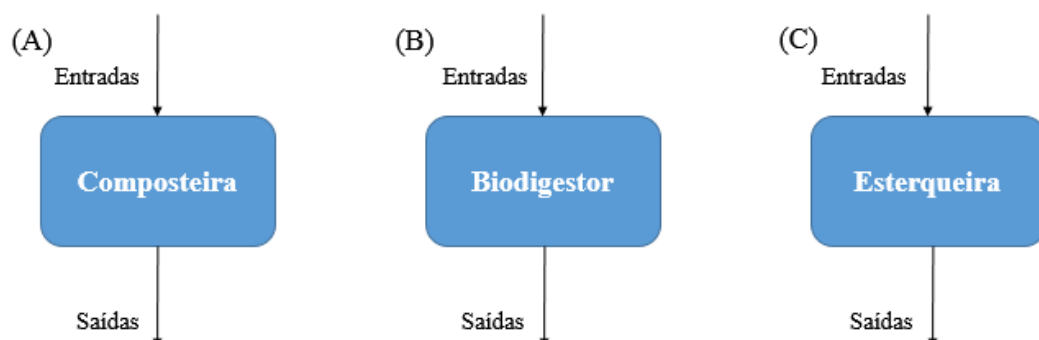 (A)
Entradas
Composteira
Saídas
(B)
Entradas
Biodigestor
Saídas
(C)
Entradas
Esterqueira
Saídas